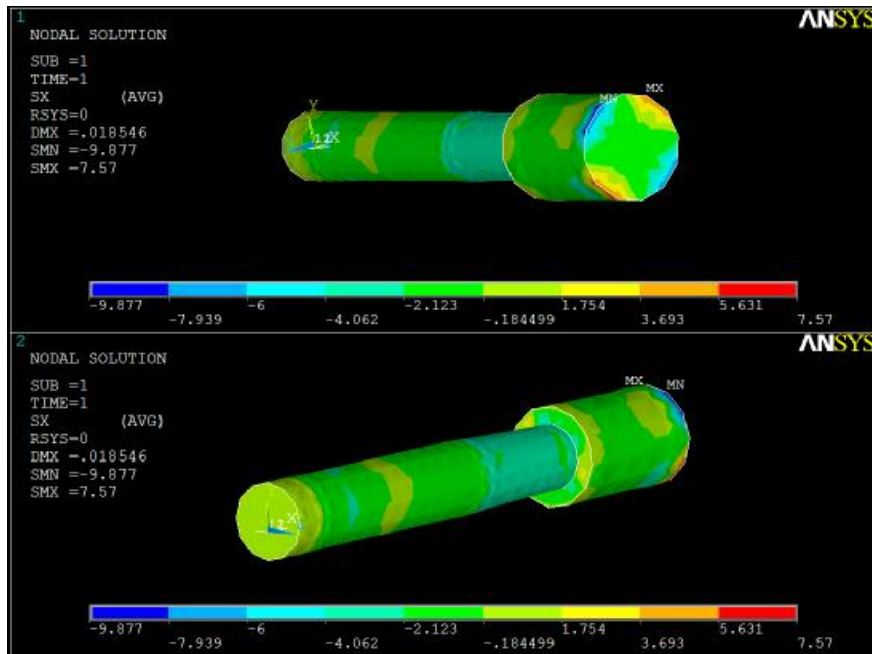 1
ANSYS
NODAL SOLUTION
SUB =1
TIME=1
SX (AVG)
RSYS=0
DMX =.018546
SMN =-9.877
SMX =7.57
MX
MN
Y
X
-9.877 -6 -2.123 1.754 5.631
-7.939 -4.062 -.184499 3.693 7.57
2
ANSYS
NODAL SOLUTION
SUB =1
TIME=1
SX (AVG)
RSYS=0
DMX =.018546
SMN =-9.877
SMX =7.57
MX MN
X
-9.877 -6 -2.123 1.754 5.631
-7.939 -4.062 -.184499 3.693 7.57